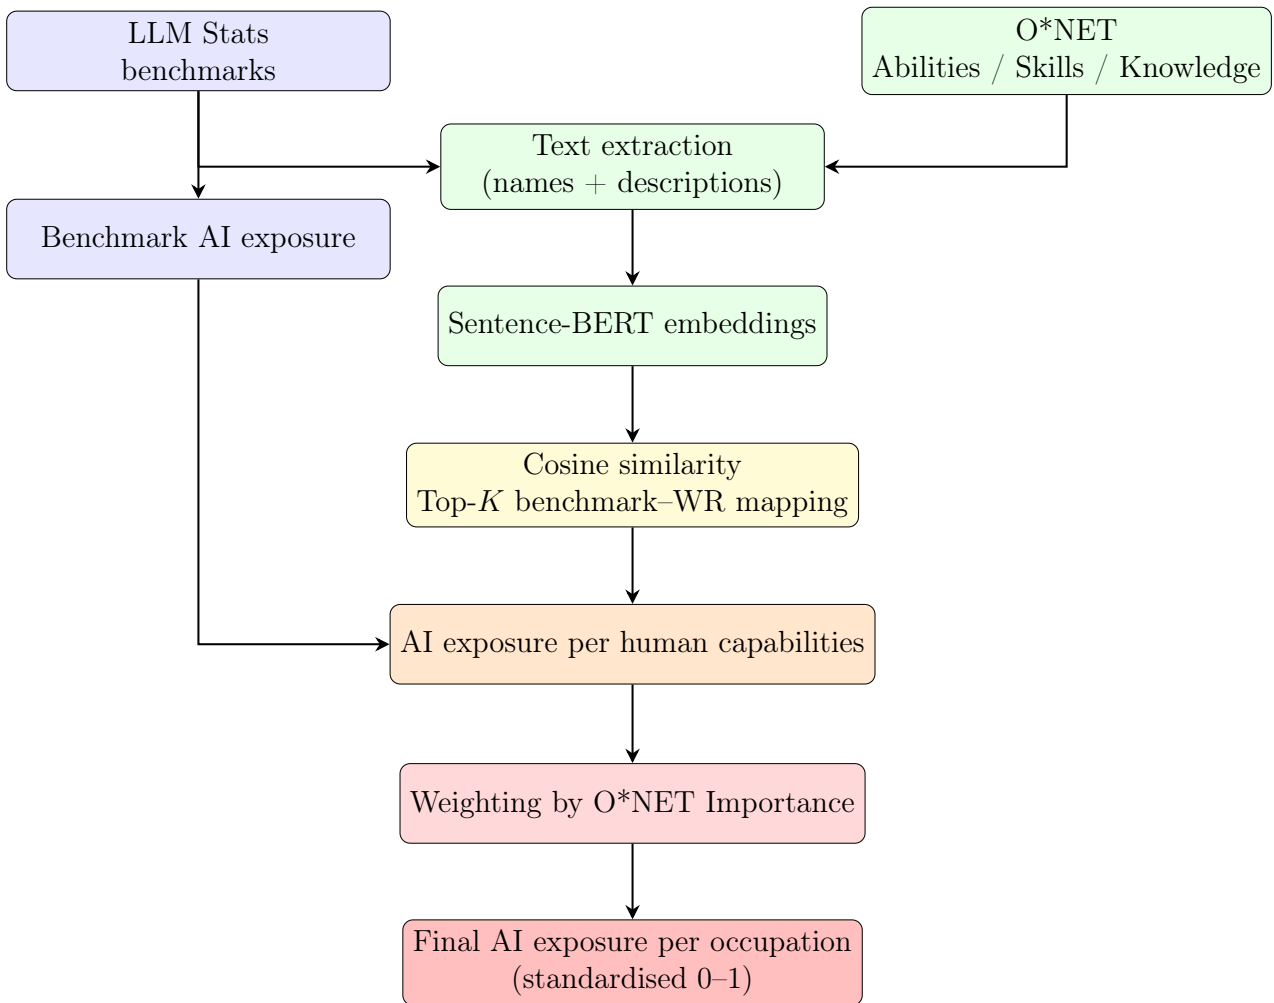 LLM Stats
benchmarks
O*NET
Abilities / Skills / Knowledge
Text extraction
(names + descriptions)
Benchmark AI exposure
Sentence-BERT embeddings
Cosine similarity
Top-K benchmark–WR mapping
AI exposure per human capabilities
Weighting by O*NET Importance
Final AI exposure per occupation
(standardised 0–1)